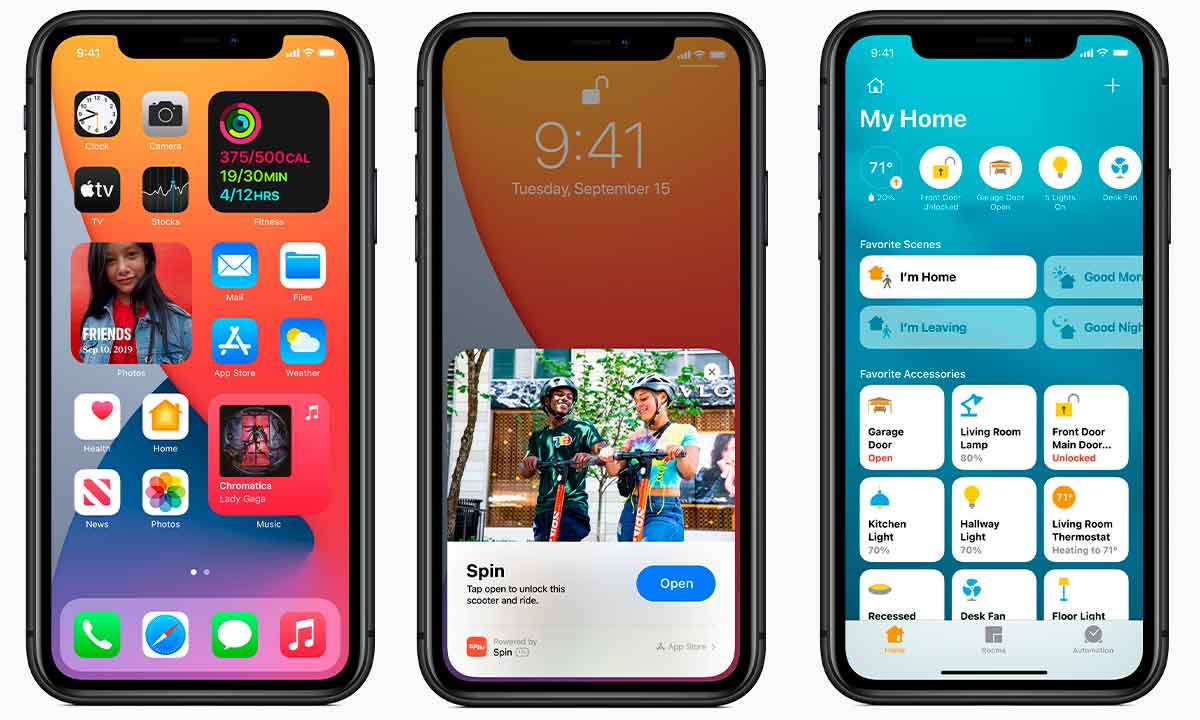 9:41
Clock
Camera
375/500CAL
19/30MIN
4/12HRS
tv
TV
Stocks
Fitness
FRIENDS
Sep 10, 2019
Photos
Mail
Files
App Store
Weather
Health
Home
Chromatica
Lady Gaga
News
Photos
Music
9:41
Tuesday, September 15
VLG
Spin
Tap open to unlock this
scooter and ride.
Open
Powered by
Spin 17+
App Store
9:41
My Home
71°
20%
Front Door
Unlocked
Garage Door
Open
5 Lights
On
Desk Fan
Favorite Scenes
I'm Home
Good Mor
I'm Leaving
Good Nigh
Favorite Accessories
Garage
Door
Open
Living Room
Lamp
80%
Front Door
Main Door...
Unlocked
Kitchen
Light
70%
Hallway
Light
70%
71°
Living Room
Thermostat
Heating to 71°
Recessed
Desk Fan
Floor Light
Home
Rooms
Automation